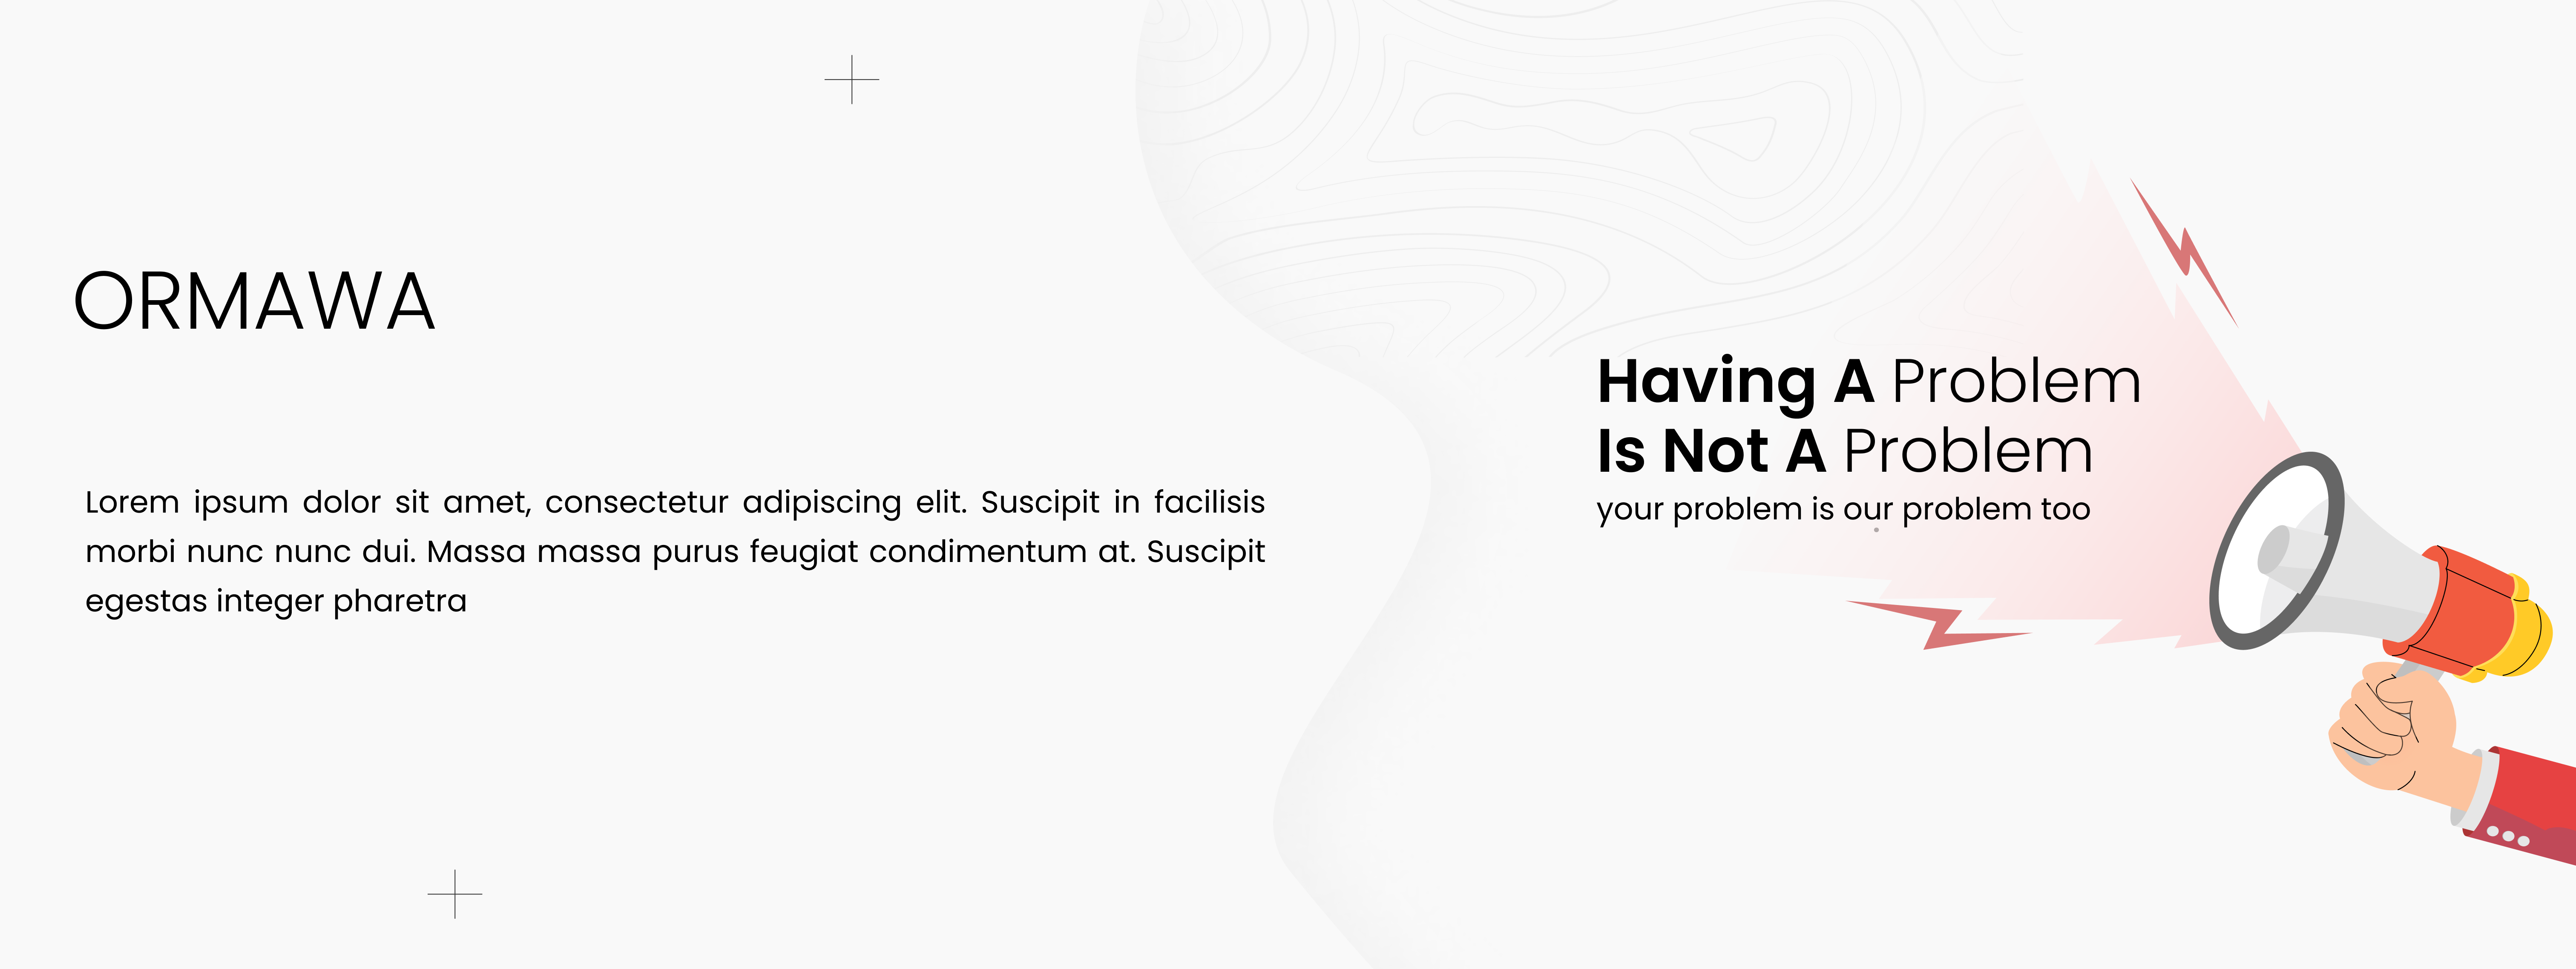 ORMAWA
Lorem ipsum dolor sit amet, consectetur adipiscing elit. Suscipit in facilisis
morbi nunc nunc dui. Massa massa purus feugiat condimentum at. Suscipit
egestas integer pharetra
Having A Problem
Is Not A Problem
your problem is our problem too